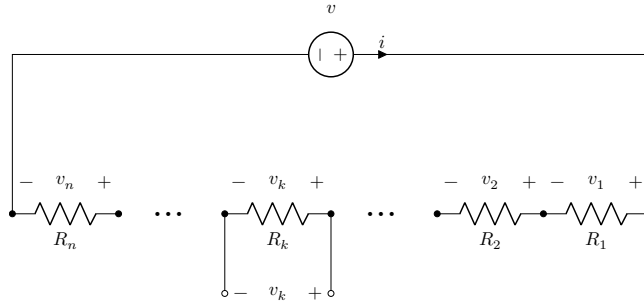 v
− + i
− v_n + − v_k + − v_2 + − v_1 +
··· ···
R_n R_k R_2 R_1
− v_k +